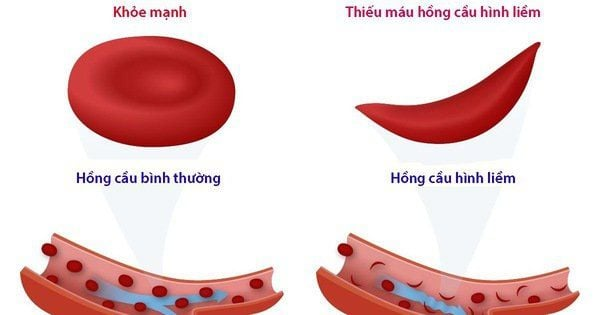 Khỏe mạnh
Thiếu máu hồng cầu hình liềm
Hồng cầu bình thường
Hồng cầu hình liềm